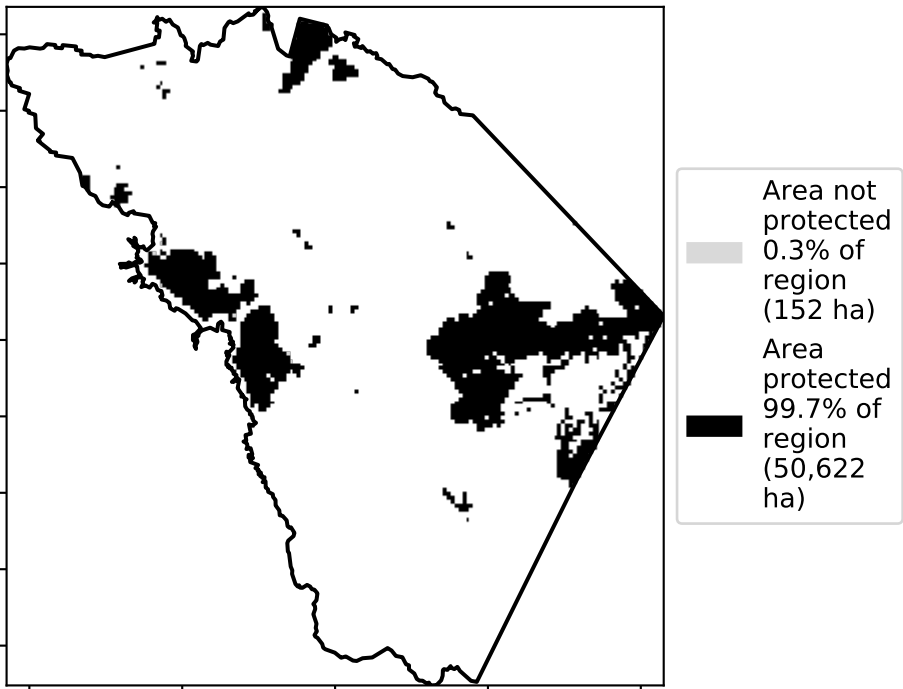 Area not
protected
0.3% of
region
(152 ha)
Area
protected
99.7% of
region
(50,622
ha)